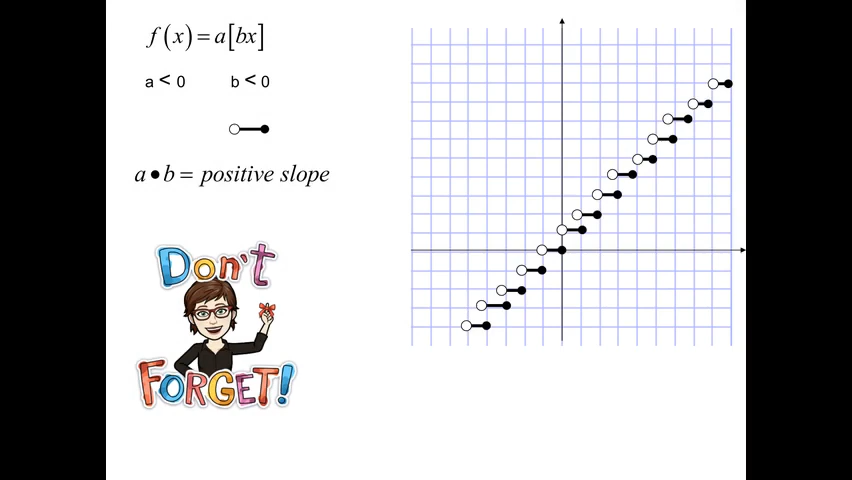 f(x) = a[bx]
a < 0 b < 0
a • b = positive slope
Don't
FORGET!